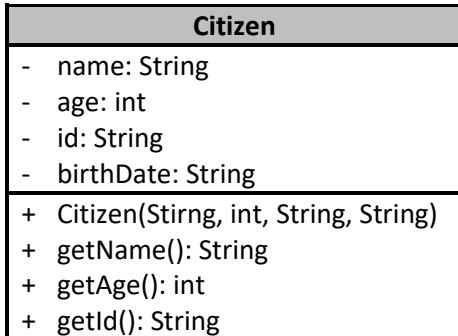 Citizen
- name: String
- age: int
- id: String
- birthDate: String
+ Citizen(Stirng, int, String, String)
+ getName(): String
+ getAge(): int
+ getId(): String